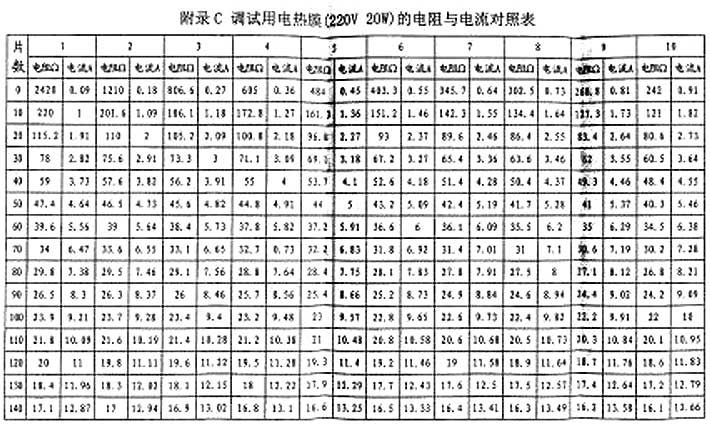 附录C 调试用电热缆(220V 20W)的电阻与电流对照表
片数 1 2 3 4 5 6 7 8 9 10
电阻Ω 电流A 电阻Ω 电流A 电阻Ω 电流A 电阻Ω 电流A 电阻Ω 电流A 电阻Ω 电流A 电阻Ω 电流A 电阻Ω 电流A 电阻Ω 电流A 电阻Ω 电流A
0 2420 0.09 1210 0.18 806.6 0.27 605 0.36 484 0.45 403.3 0.55 345.7 0.64 302.5 0.73 268.8 0.81 242 0.91
10 220 1 201.6 1.09 186.1 1.18 172.8 1.27 161.3 1.36 151.2 1.46 142.3 1.55 134.4 1.64 127.3 1.73 121 1.82
20 115.2 1.91 110 2 105.2 2.09 100.8 2.18 96.8 2.27 93 2.37 89.6 2.46 86.4 2.55 83.4 2.64 80.6 2.73
30 78 2.82 75.6 2.91 73.3 3 71.1 3.09 69.1 3.18 67.2 3.27 65.4 3.36 63.6 3.46 62 3.55 60.5 3.64
40 59 3.73 57.6 3.82 56.2 3.91 55 4 53.7 4.1 52.6 4.18 51.4 4.28 50.4 4.37 49.3 4.46 48.4 4.55
50 47.4 4.64 46.5 4.73 45.6 4.82 44.8 4.91 44 5 43.2 5.09 42.4 5.19 41.7 5.28 41 5.37 40.3 5.46
60 39.6 5.56 39 5.64 38.4 5.73 37.8 5.82 37.2 5.91 36.6 6 36.1 6.09 35.5 6.2 35 6.29 34.5 6.38
70 34 6.47 33.6 6.55 33.1 6.65 32.7 6.73 32.2 6.83 31.8 6.92 31.4 7.01 31 7.1 30.6 7.19 30.2 7.28
80 29.8 7.38 29.5 7.46 29.1 7.56 28.8 7.64 28.4 7.75 28.1 7.83 27.8 7.91 27.5 8 27.1 8.12 26.8 8.21
90 26.5 8.3 26.3 8.37 26 8.46 25.7 8.56 25.4 8.66 25.2 8.73 24.9 8.84 24.6 8.94 24.4 9.02 24.2 9.09
100 23.9 9.21 23.7 9.28 23.4 9.4 23.2 9.48 23 9.57 22.8 9.65 22.6 9.73 22.4 9.82 22.2 9.91 22 10
110 21.8 10.09 21.6 10.19 21.4 10.28 21.2 10.38 21 10.48 20.8 10.58 20.6 10.68 20.5 10.73 20.3 10.84 20.1 10.95
120 20 11 19.8 11.11 19.6 11.22 19.5 11.28 19.3 11.4 19.2 11.46 19 11.58 18.9 11.64 18.7 11.76 18.6 11.83
130 18.4 11.96 18.3 12.02 18.1 12.15 18 12.22 17.9 12.29 17.7 12.43 17.6 12.5 17.5 12.57 17.4 12.64 17.2 12.79
140 17.1 12.87 17 12.94 16.9 13.02 16.8 13.1 16.6 13.25 16.5 13.33 16.4 13.41 16.3 13.49 16.2 13.58 16.1 13.66